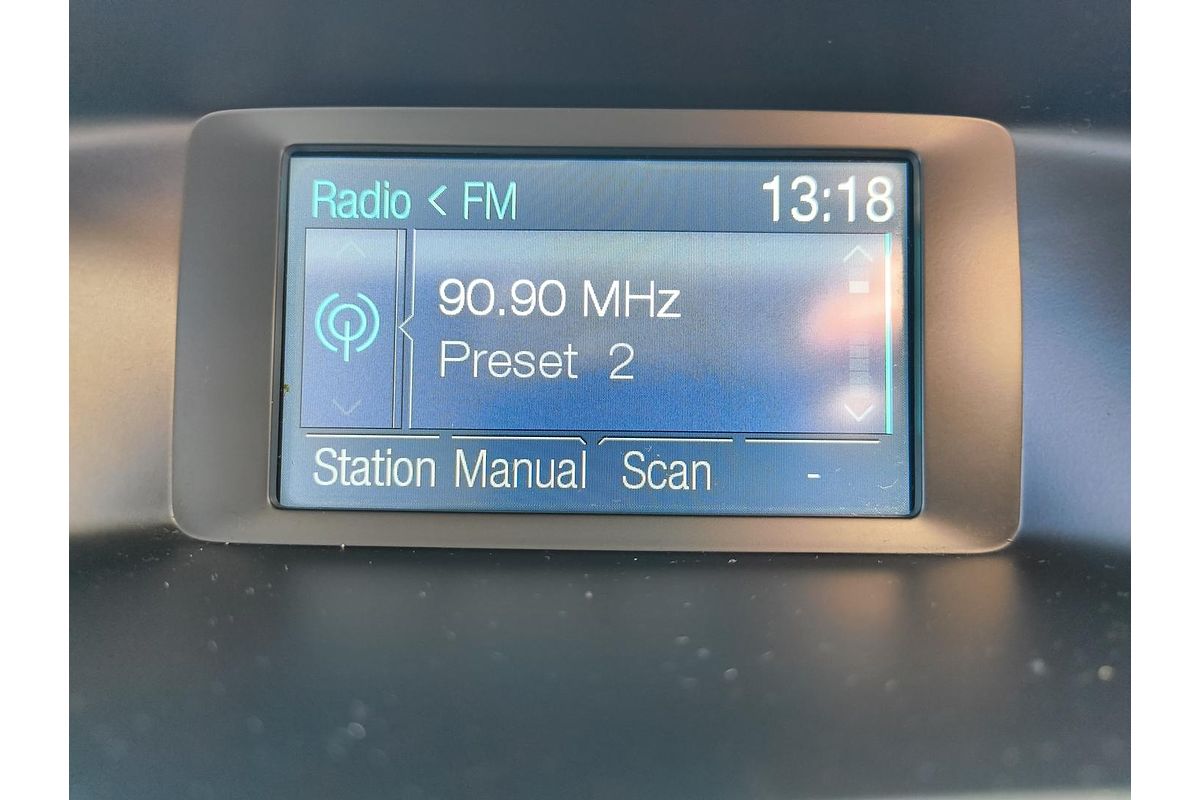 Radio < FM 13:18
90.90 MHz
Preset 2
Station Manual Scan -